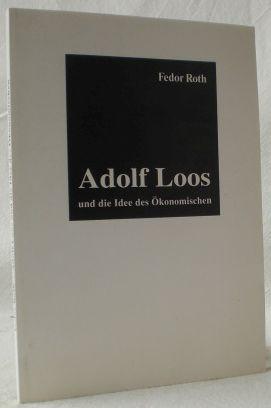 Fedor Roth
Adolf Loos
und die Idee des Ökonomischen